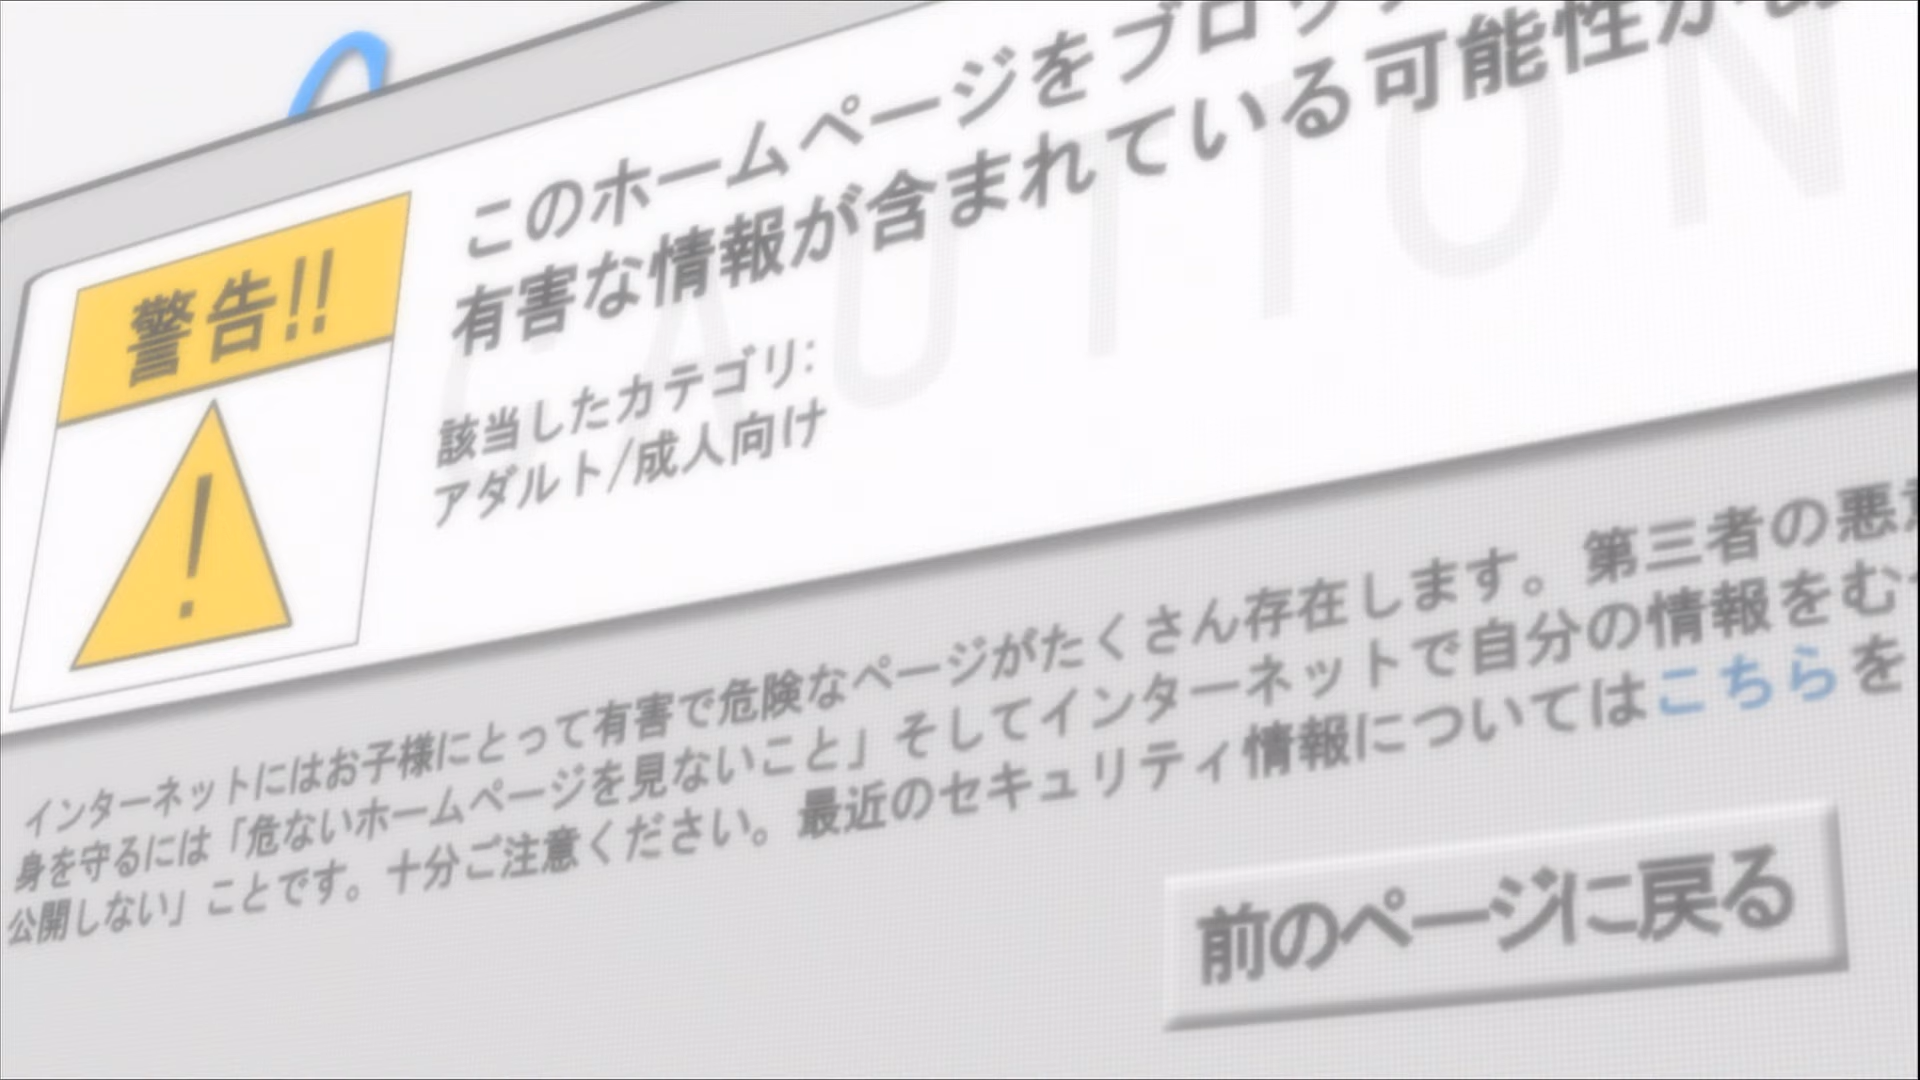 警告!!
このホームページをブロッ
有害な情報が含まれている可能性が
CAUTION
該当したカテゴリ:
アダルト/成人向け
インターネットにはお子様にとって有害で危険なページがたくさん存在します。第三者の悪
身を守るには「危ないホームページを見ないこと」そしてインターネットで自分の情報をむ
公開しない」ことです。十分ご注意ください。最近のセキュリティ情報についてはこちらを
前のページに戻る